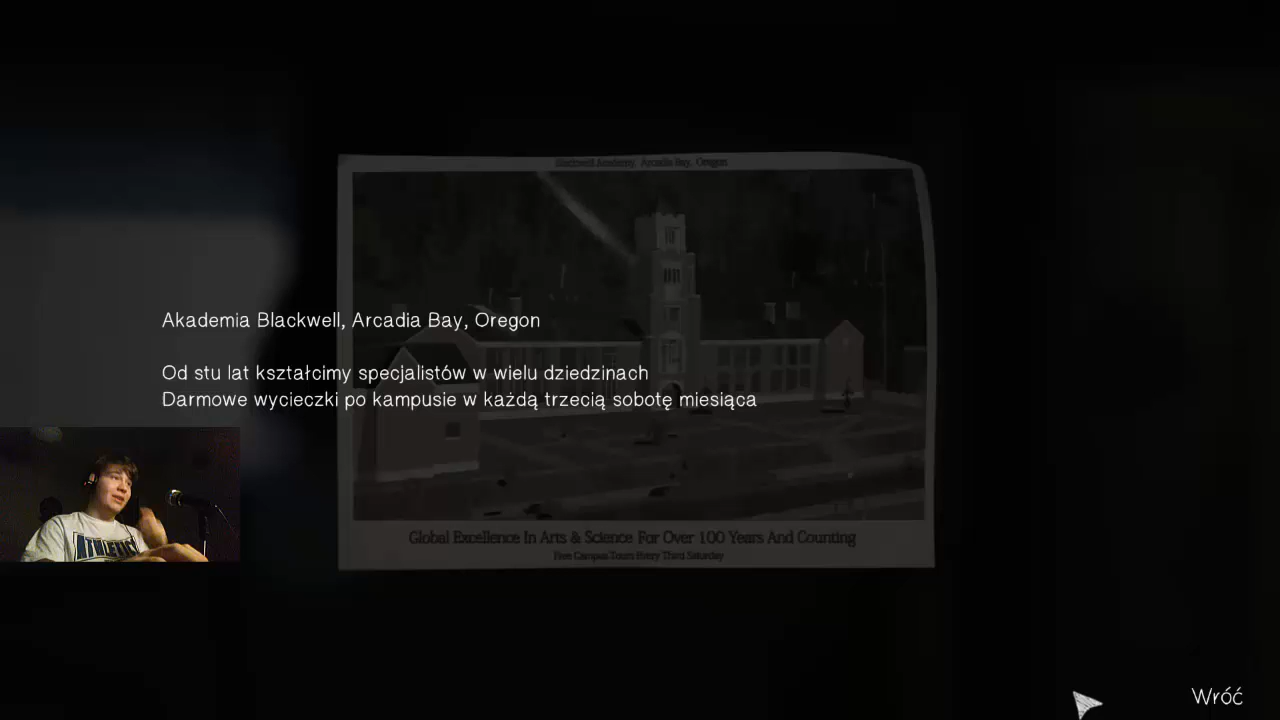 Blackwell Academy, Arcadia Bay, Oregon
Akademia Blackwell, Arcadia Bay, Oregon
Od stu lat kształcimy specjalistów w wielu dziedzinach
Darmowe wycieczki po kampusie w każdą trzecią sobotę miesiąca
ATHLETIC
Global Excellence In Arts & Science For Over 100 Years And Counting
Free Campus Tours Every Third Saturday
Wróć